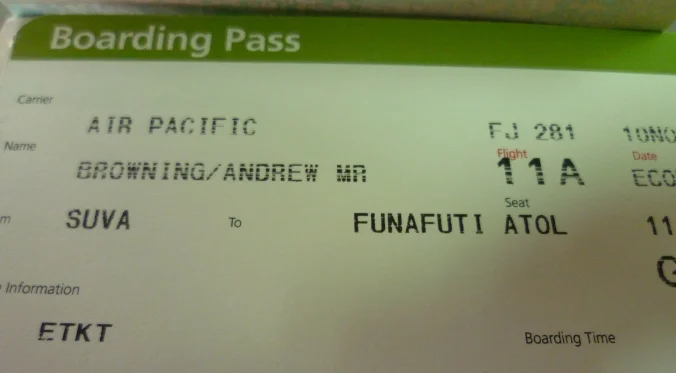 Boarding Pass
Carrier
AIR PACIFIC FJ 281 10NO
Name Flight Date
BROWNING/ANDREW MR 11A ECO
Seat
m SUVA To FUNAFUTI ATOL 11
G
Information
ETKT
Boarding Time